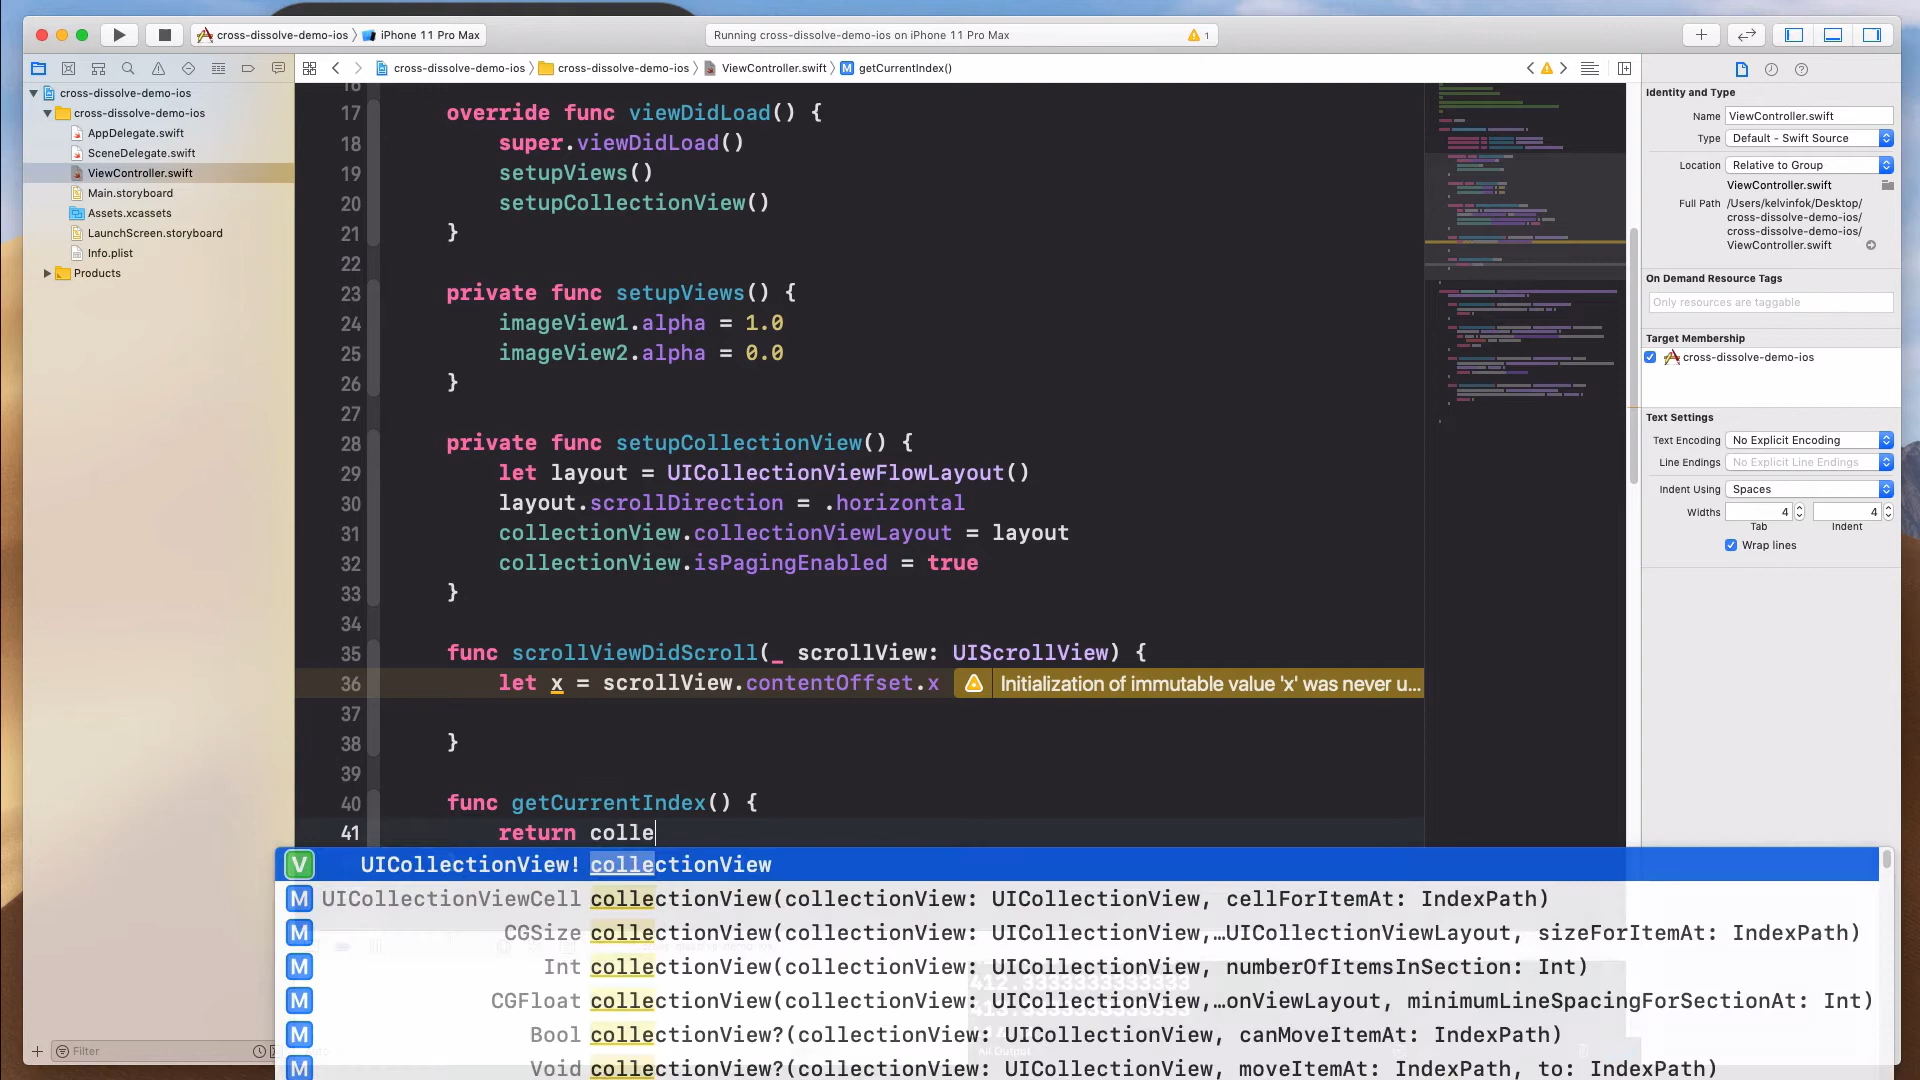 cross-dissolve-demo-ios
iPhone 11 Pro Max
Running cross-dissolve-demo-ios on iPhone 11 Pro Max
1
cross-dissolve-demo-ios
cross-dissolve-demo-ios
ViewController.swift
getCurrentIndex()
cross-dissolve-demo-ios
cross-dissolve-demo-ios
AppDelegate.swift
SceneDelegate.swift
ViewController.swift
Main.storyboard
Assets.xcassets
LaunchScreen.storyboard
Info.plist
Products
Filter
16
17 override func viewDidLoad() {
18 super.viewDidLoad()
19 setupViews()
20 setupCollectionView()
21 }
22
23 private func setupViews() {
24 imageView1.alpha = 1.0
25 imageView2.alpha = 0.0
26 }
27
28 private func setupCollectionView() {
29 let layout = UICollectionViewFlowLayout()
30 layout.scrollDirection = .horizontal
31 collectionView.collectionViewLayout = layout
32 collectionView.isPagingEnabled = true
33 }
34
35 func scrollViewDidScroll(_ scrollView: UIScrollView) {
36 let x = scrollView.contentOffset.x Initialization of immutable value 'x' was never u...
37
38 }
39
40 func getCurrentIndex() {
41 return colle
V UICollectionView! collectionView
M UICollectionViewCell collectionView(collectionView: UICollectionView, cellForItemAt: IndexPath)
M CGSize collectionView(collectionView: UICollectionView,…UICollectionViewLayout, sizeForItemAt: IndexPath)
M Int collectionView(collectionView: UICollectionView, numberOfItemsInSection: Int)
M CGFloat collectionView(collectionView: UICollectionView,…onViewLayout, minimumLineSpacingForSectionAt: Int)
M Bool collectionView?(collectionView: UICollectionView, canMoveItemAt: IndexPath)
M Void collectionView?(collectionView: UICollectionView, moveItemAt: IndexPath, to: IndexPath)
412.3333333333333
All Output
Identity and Type
Name ViewController.swift
Type Default - Swift Source
Location Relative to Group
ViewController.swift
Full Path /Users/kelvinfok/Desktop/
cross-dissolve-demo-ios/
cross-dissolve-demo-ios/
ViewController.swift
On Demand Resource Tags
Only resources are taggable
Target Membership
cross-dissolve-demo-ios
Text Settings
Text Encoding No Explicit Encoding
Line Endings No Explicit Line Endings
Indent Using Spaces
Widths 4 4
Tab Indent
Wrap lines